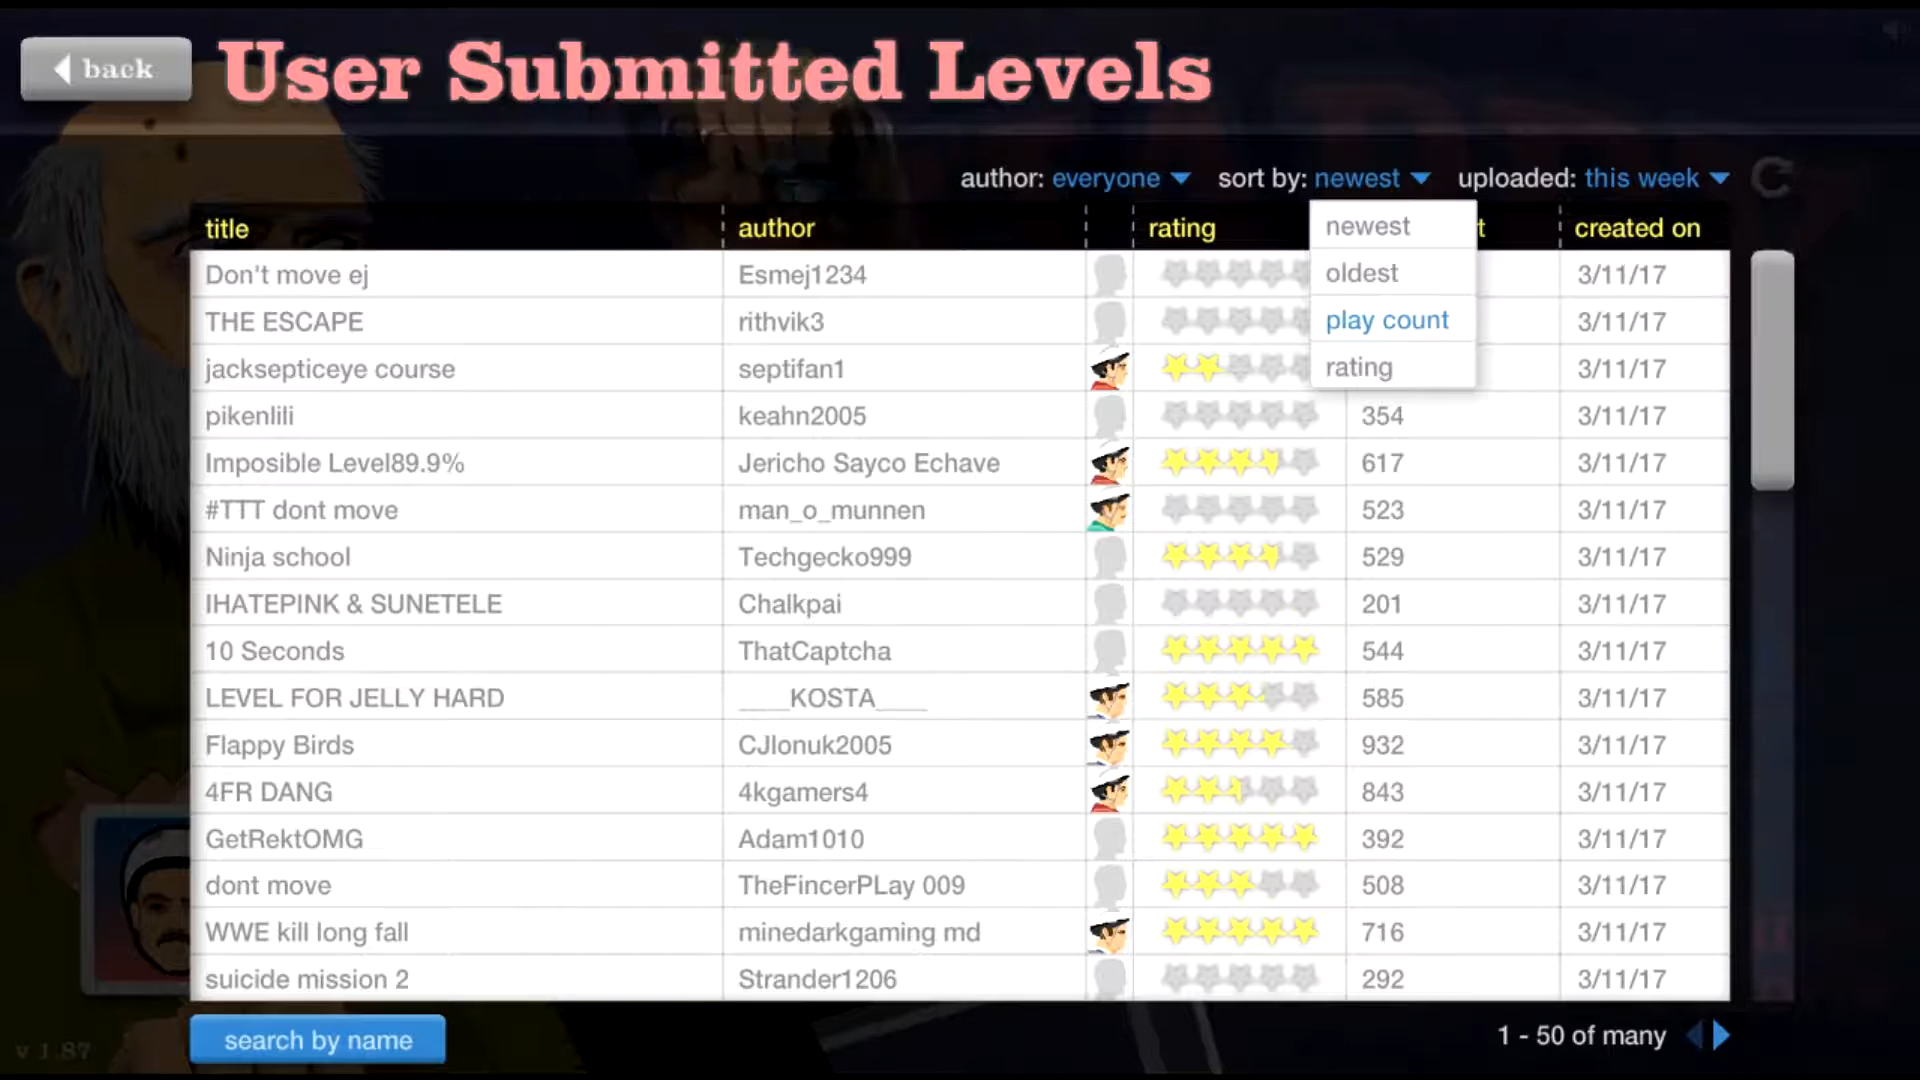 back
User Submitted Levels
author: everyone sort by: newest uploaded: this week
title author rating t created on
newest
oldest
play count
rating
Don't move ej Esmej1234 3/11/17
THE ESCAPE rithvik3 3/11/17
jacksepticeye course septifan1 3/11/17
pikenlili keahn2005 354 3/11/17
Imposible Level89.9% Jericho Sayco Echave 617 3/11/17
#TTT dont move man_o_munnen 523 3/11/17
Ninja school Techgecko999 529 3/11/17
IHATEPINK & SUNETELE Chalkpai 201 3/11/17
10 Seconds ThatCaptcha 544 3/11/17
LEVEL FOR JELLY HARD ____KOSTA____ 585 3/11/17
Flappy Birds CJlonuk2005 932 3/11/17
4FR DANG 4kgamers4 843 3/11/17
GetRektOMG Adam1010 392 3/11/17
dont move TheFincerPLay 009 508 3/11/17
WWE kill long fall minedarkgaming md 716 3/11/17
suicide mission 2 Strander1206 292 3/11/17
search by name
1 - 50 of many
v 1.87